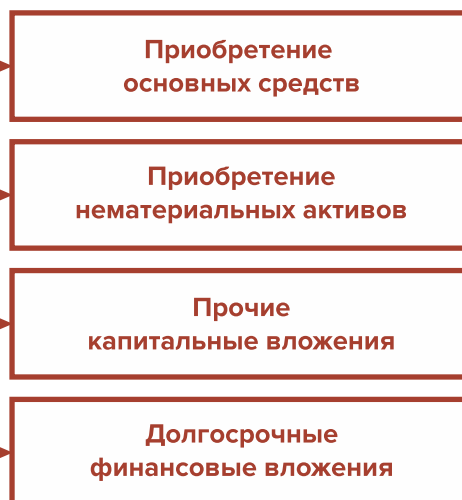 Приобретение
основных средств
Приобретение
нематериальных активов
Прочие
капитальные вложения
Долгосрочные
финансовые вложения